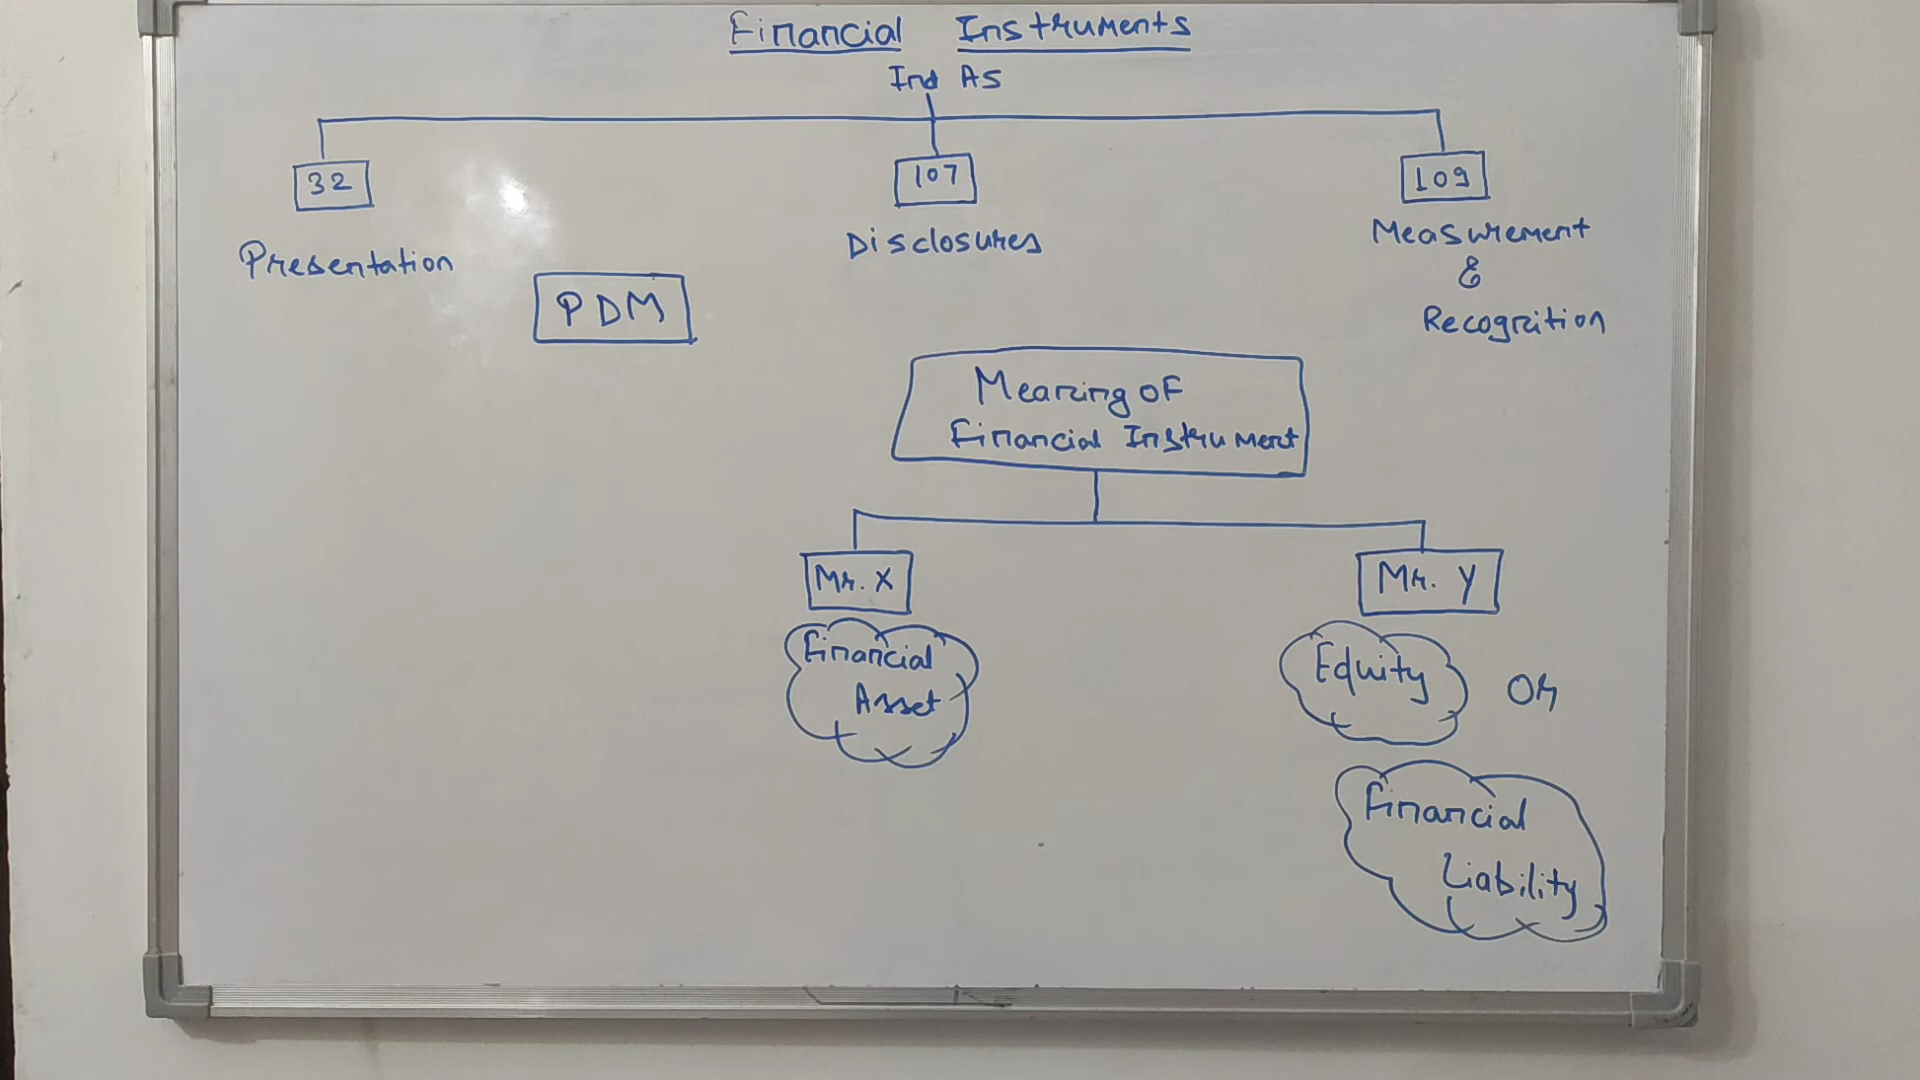 Financial Instruments
Ind AS
32
107
109
Presentation
Disclosures
Measurement
&
Recognition
PDM
Meaning of
Financial Instrument
Mr. X
Mr. Y
Financial
Asset
Equity
or
Financial
Liability